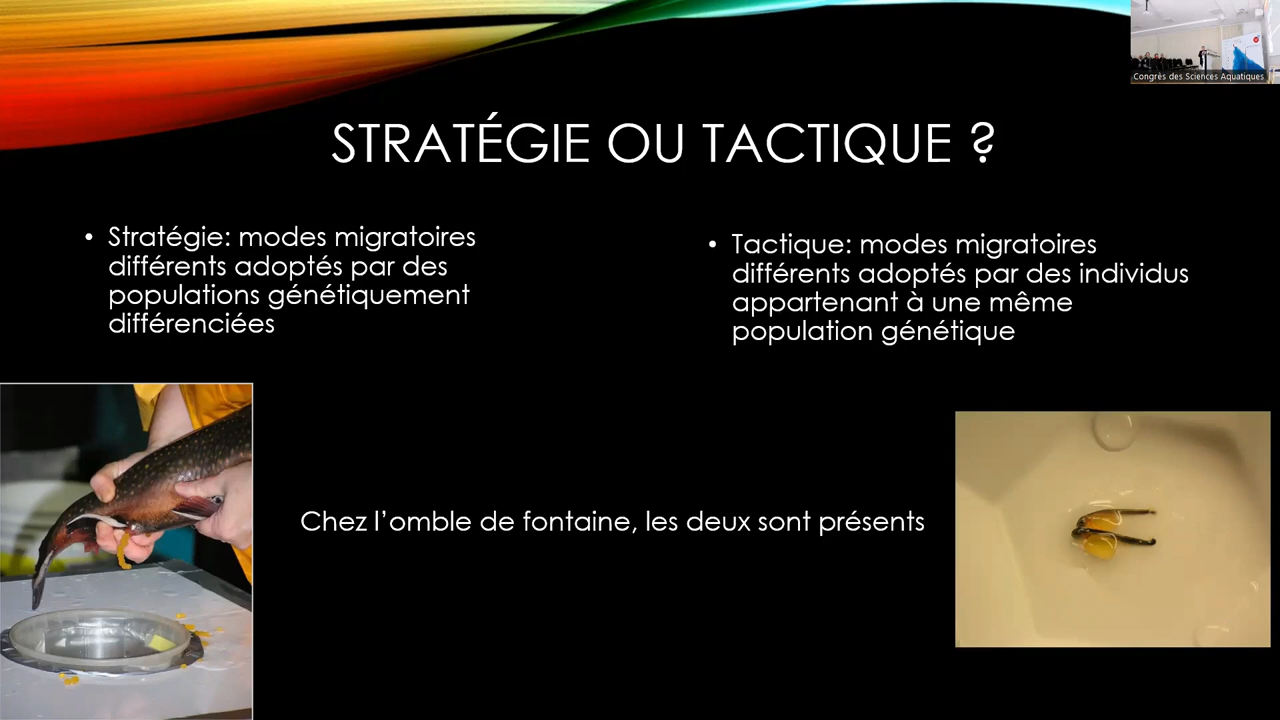 Congrès des Sciences Aquatiques
STRATÉGIE OU TACTIQUE ?
• Stratégie: modes migratoires
différents adoptés par des
populations génétiquement
différenciées
• Tactique: modes migratoires
différents adoptés par des individus
appartenant à une même
population génétique
Chez l’omble de fontaine, les deux sont présents